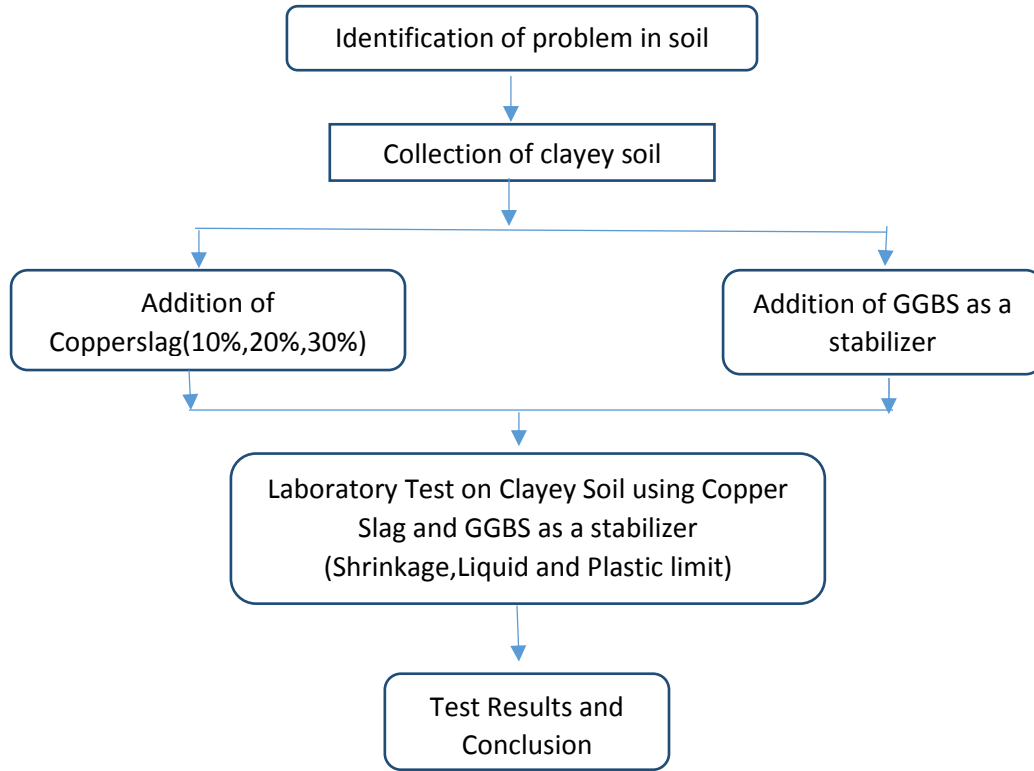 Identification of problem in soil
Collection of clayey soil
Addition of
Copperslag(10%,20%,30%)
Addition of GGBS as a
stabilizer
Laboratory Test on Clayey Soil using Copper
Slag and GGBS as a stabilizer
(Shrinkage,Liquid and Plastic limit)
Test Results and
Conclusion